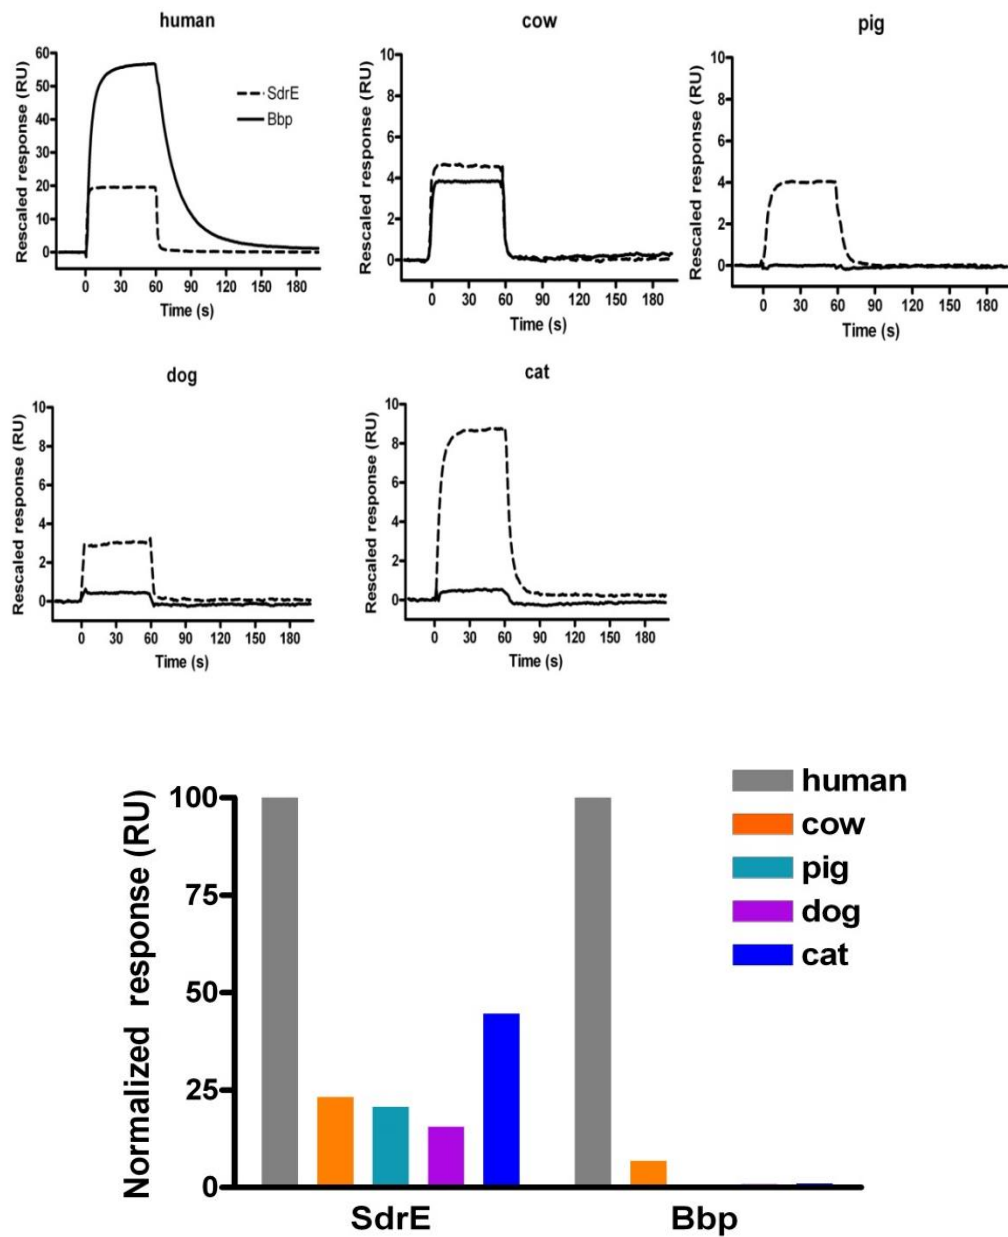 human
Rescaled response (RU)
60
50
40
30
20
10
0
SdrE
Bbp
0 30 60 90 120 150 180
Time (s)
cow
Rescaled response (RU)
10
8
6
4
2
0
0 30 60 90 120 150 180
Time (s)
pig
Rescaled response (RU)
10
8
6
4
2
0
0 30 60 90 120 150 180
Time (s)
dog
Rescaled response (RU)
10
8
6
4
2
0
0 30 60 90 120 150 180
Time (s)
cat
Rescaled response (RU)
10
8
6
4
2
0
0 30 60 90 120 150 180
Time (s)
Normalized response (RU)
100
75
50
25
0
SdrE Bbp
human
cow
pig
dog
cat